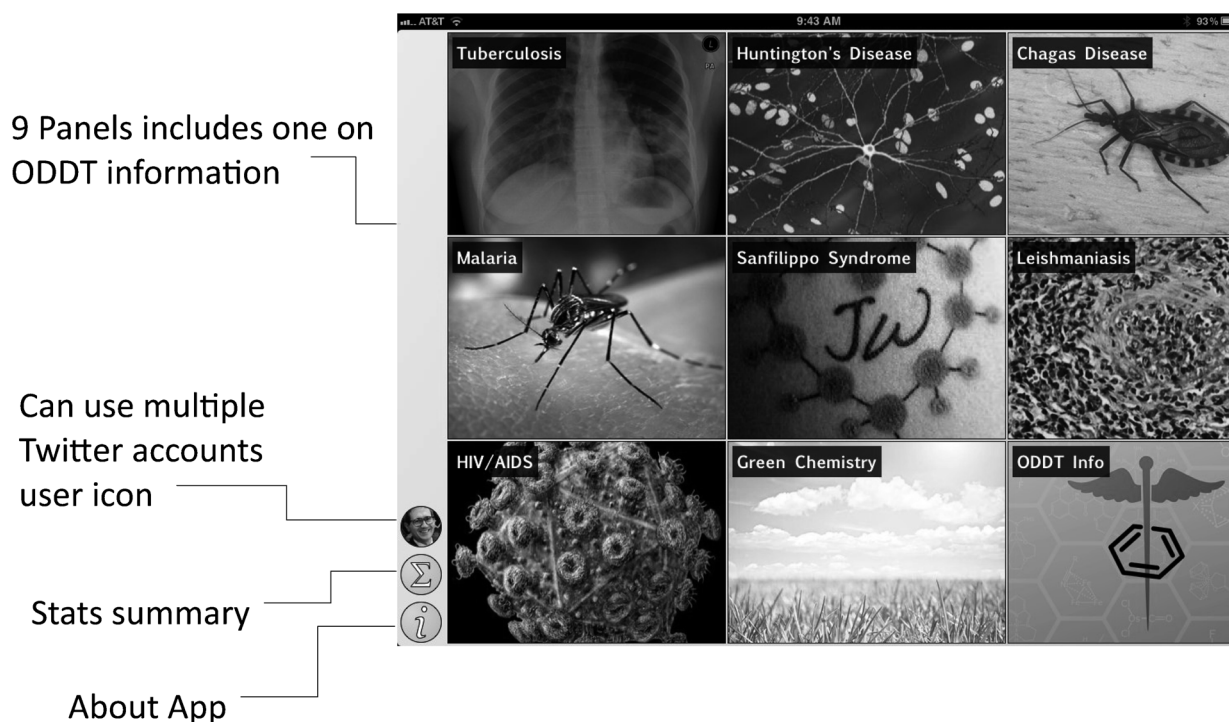 AT&T 9:43 AM 93%
Tuberculosis
Huntington's Disease
Chagas Disease
L
PA
9 Panels includes one on
ODDT information
Malaria
Sanfilippo Syndrome
Leishmaniasis
JW
Can use multiple
Twitter accounts
user icon
HIV/AIDS
Green Chemistry
ODDT Info
Σ
Stats summary
i
About App